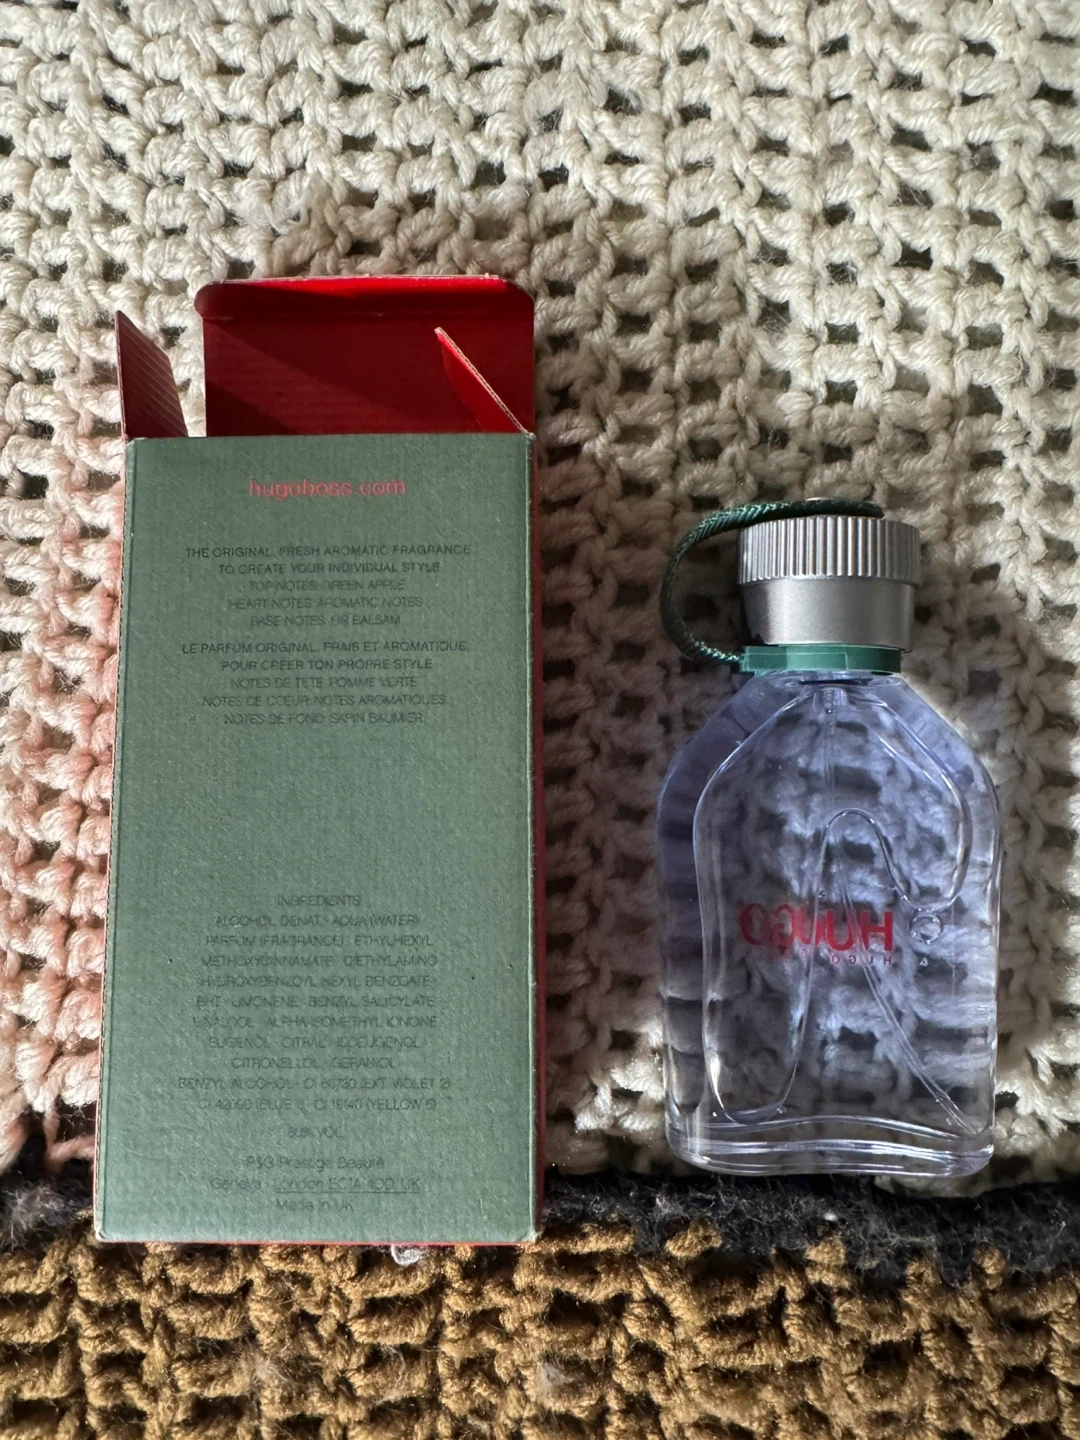 hugoboss.com
THE ORIGINAL, FRESH AROMATIC FRAGRANCE
TO CREATE YOUR INDIVIDUAL STYLE
TOP NOTES: GREEN APPLE
HEART NOTES: AROMATIC NOTES
BASE NOTES: FIR BALSAM
LE PARFUM ORIGINAL, FRAIS ET AROMATIQUE,
POUR CRÉER TON PROPRE STYLE
NOTES DE TÊTE: POMME VERTE
NOTES DE COEUR: NOTES AROMATIQUES
NOTES DE FOND: SAPIN BAUMIER
INGREDIENTS
ALCOHOL DENAT. · AQUA (WATER)
PARFUM (FRAGRANCE) · ETHYLHEXYL
METHOXYCINNAMATE · DIETHYLAMINO
HYDROXYBENZOYL HEXYL BENZOATE
BHT · LIMONENE · BENZYL SALICYLATE
LINALOOL · ALPHA-ISOMETHYL IONONE
EUGENOL · CITRAL · ISOEUGENOL
CITRONELLOL · GERANIOL
BENZYL ALCOHOL · CI 60730 (EXT. VIOLET 2)
CI 42090 (BLUE 1) · CI 19140 (YELLOW 5)
VOL
P&G Prestige Beauté
Geneva · London EC1A 4DD, UK
Made in UK
HUGO
HUGO